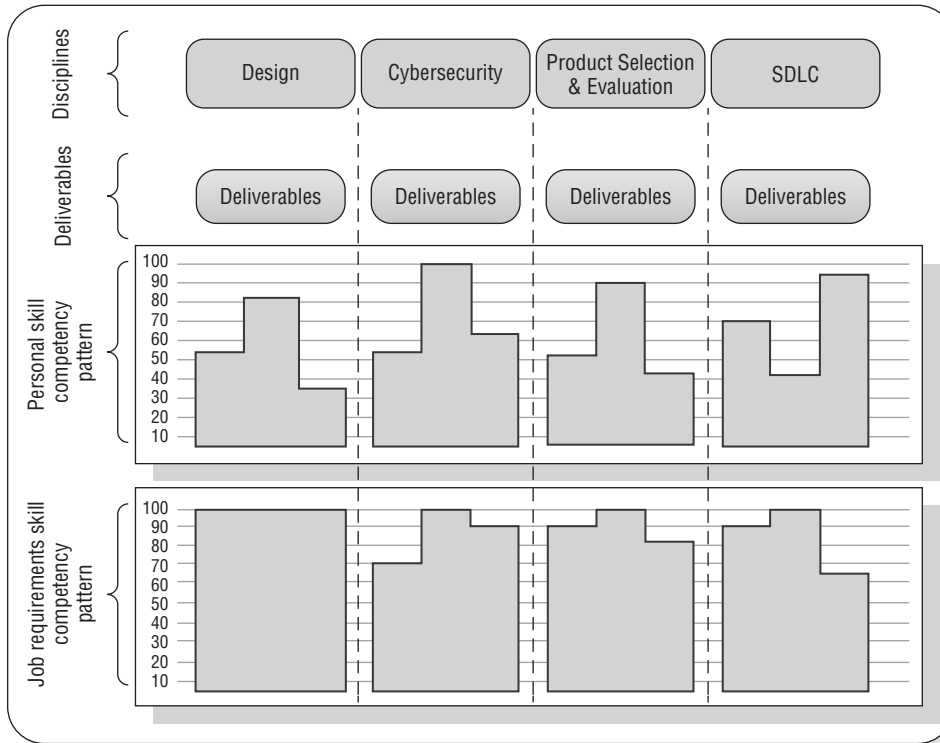 Disciplines
Design
Cybersecurity
Product Selection
& Evaluation
SDLC
Deliverables
Deliverables
Deliverables
Deliverables
Deliverables
Personal skill
competency
pattern
100
90
80
70
60
50
40
30
20
10
Job requirements skill
competency
pattern
100
90
80
70
60
50
40
30
20
10